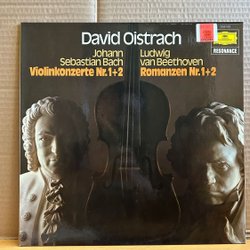 David Oistrach
Johann
Sebastian Bach
Violinkonzerte Nr.1+2
Ludwig
van Beethoven
Romanzen Nr.1+2
RESONANCE